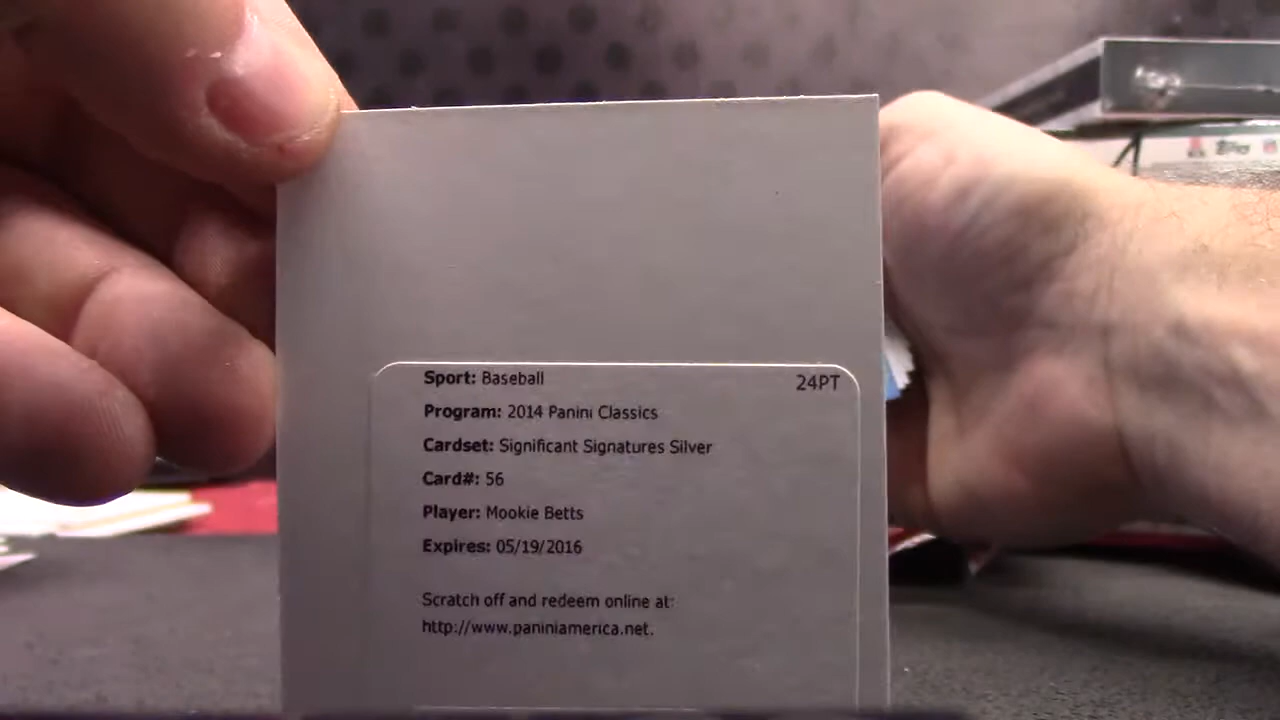 Topps
Sport: Baseball
24PT
Program: 2014 Panini Classics
Cardset: Significant Signatures Silver
Card#: 56
Player: Mookie Betts
Expires: 05/19/2016
Scratch off and redeem online at:
http://www.paniniamerica.net.